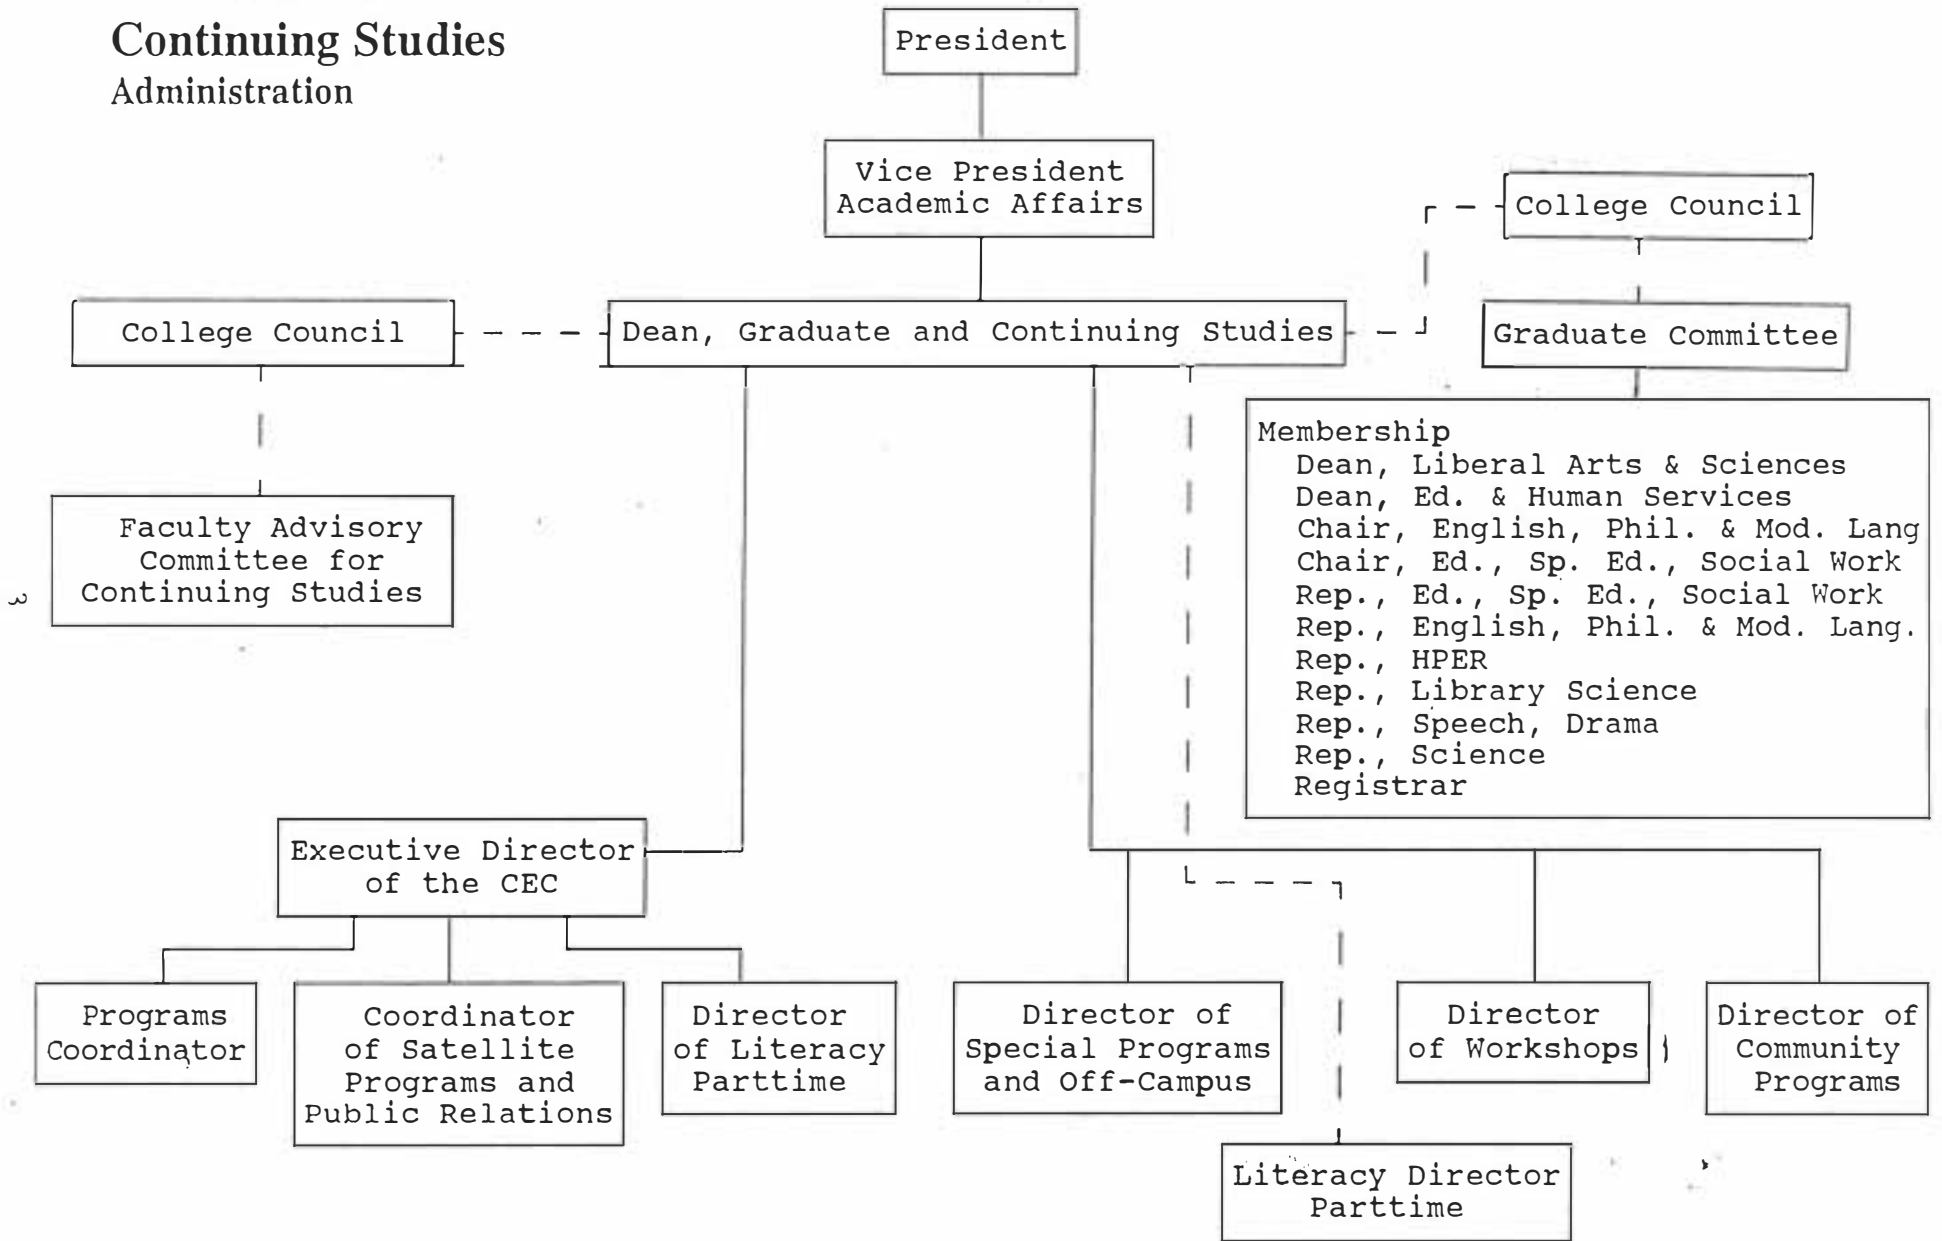 Continuing Studies
Administration
President
Vice President
Academic Affairs
College Council
College Council
Dean, Graduate and Continuing Studies
Graduate Committee
Membership
Dean, Liberal Arts & Sciences
Dean, Ed. & Human Services
Chair, English, Phil. & Mod. Lang
Chair, Ed., Sp. Ed., Social Work
Rep., Ed., Sp. Ed., Social Work
Rep., English, Phil. & Mod. Lang.
Rep., HPER
Rep., Library Science
Rep., Speech, Drama
Rep., Science
Registrar
Faculty Advisory
Committee for
Continuing Studies
3
Executive Director
of the CEC
Programs
Coordinator
Coordinator
of Satellite
Programs and
Public Relations
Director
of Literacy
Parttime
Director of
Special Programs
and Off-Campus
Director
of Workshops
Director of
Community
Programs
Literacy Director
Parttime